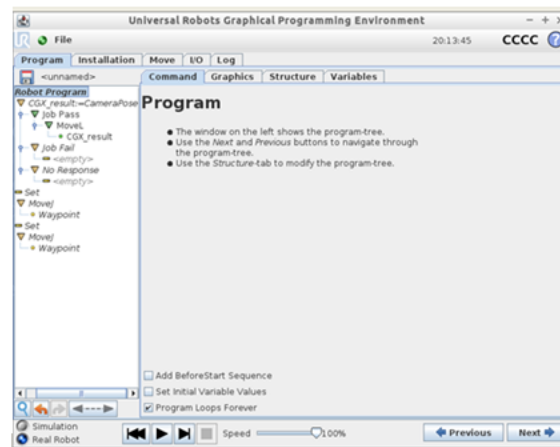 Universal Robots Graphical Programming Environment
File
20:13:45
CCCC
?
Program Installation Move I/O Log
<unnamed>
Command Graphics Structure Variables
Robot Program
CGX_result:=CameraPose
Job Pass
MoveL
CGX_result
Job Fail
<empty>
No Response
<empty>
Set
MoveJ
Waypoint
Set
MoveJ
Waypoint
Program
The window on the left shows the program-tree.
Use the Next and Previous buttons to navigate through
the program-tree.
Use the Structure-tab to modify the program-tree.
Add BeforeStart Sequence
Set Initial Variable Values
Program Loops Forever
Simulation
Real Robot
Speed 100%
Previous
Next